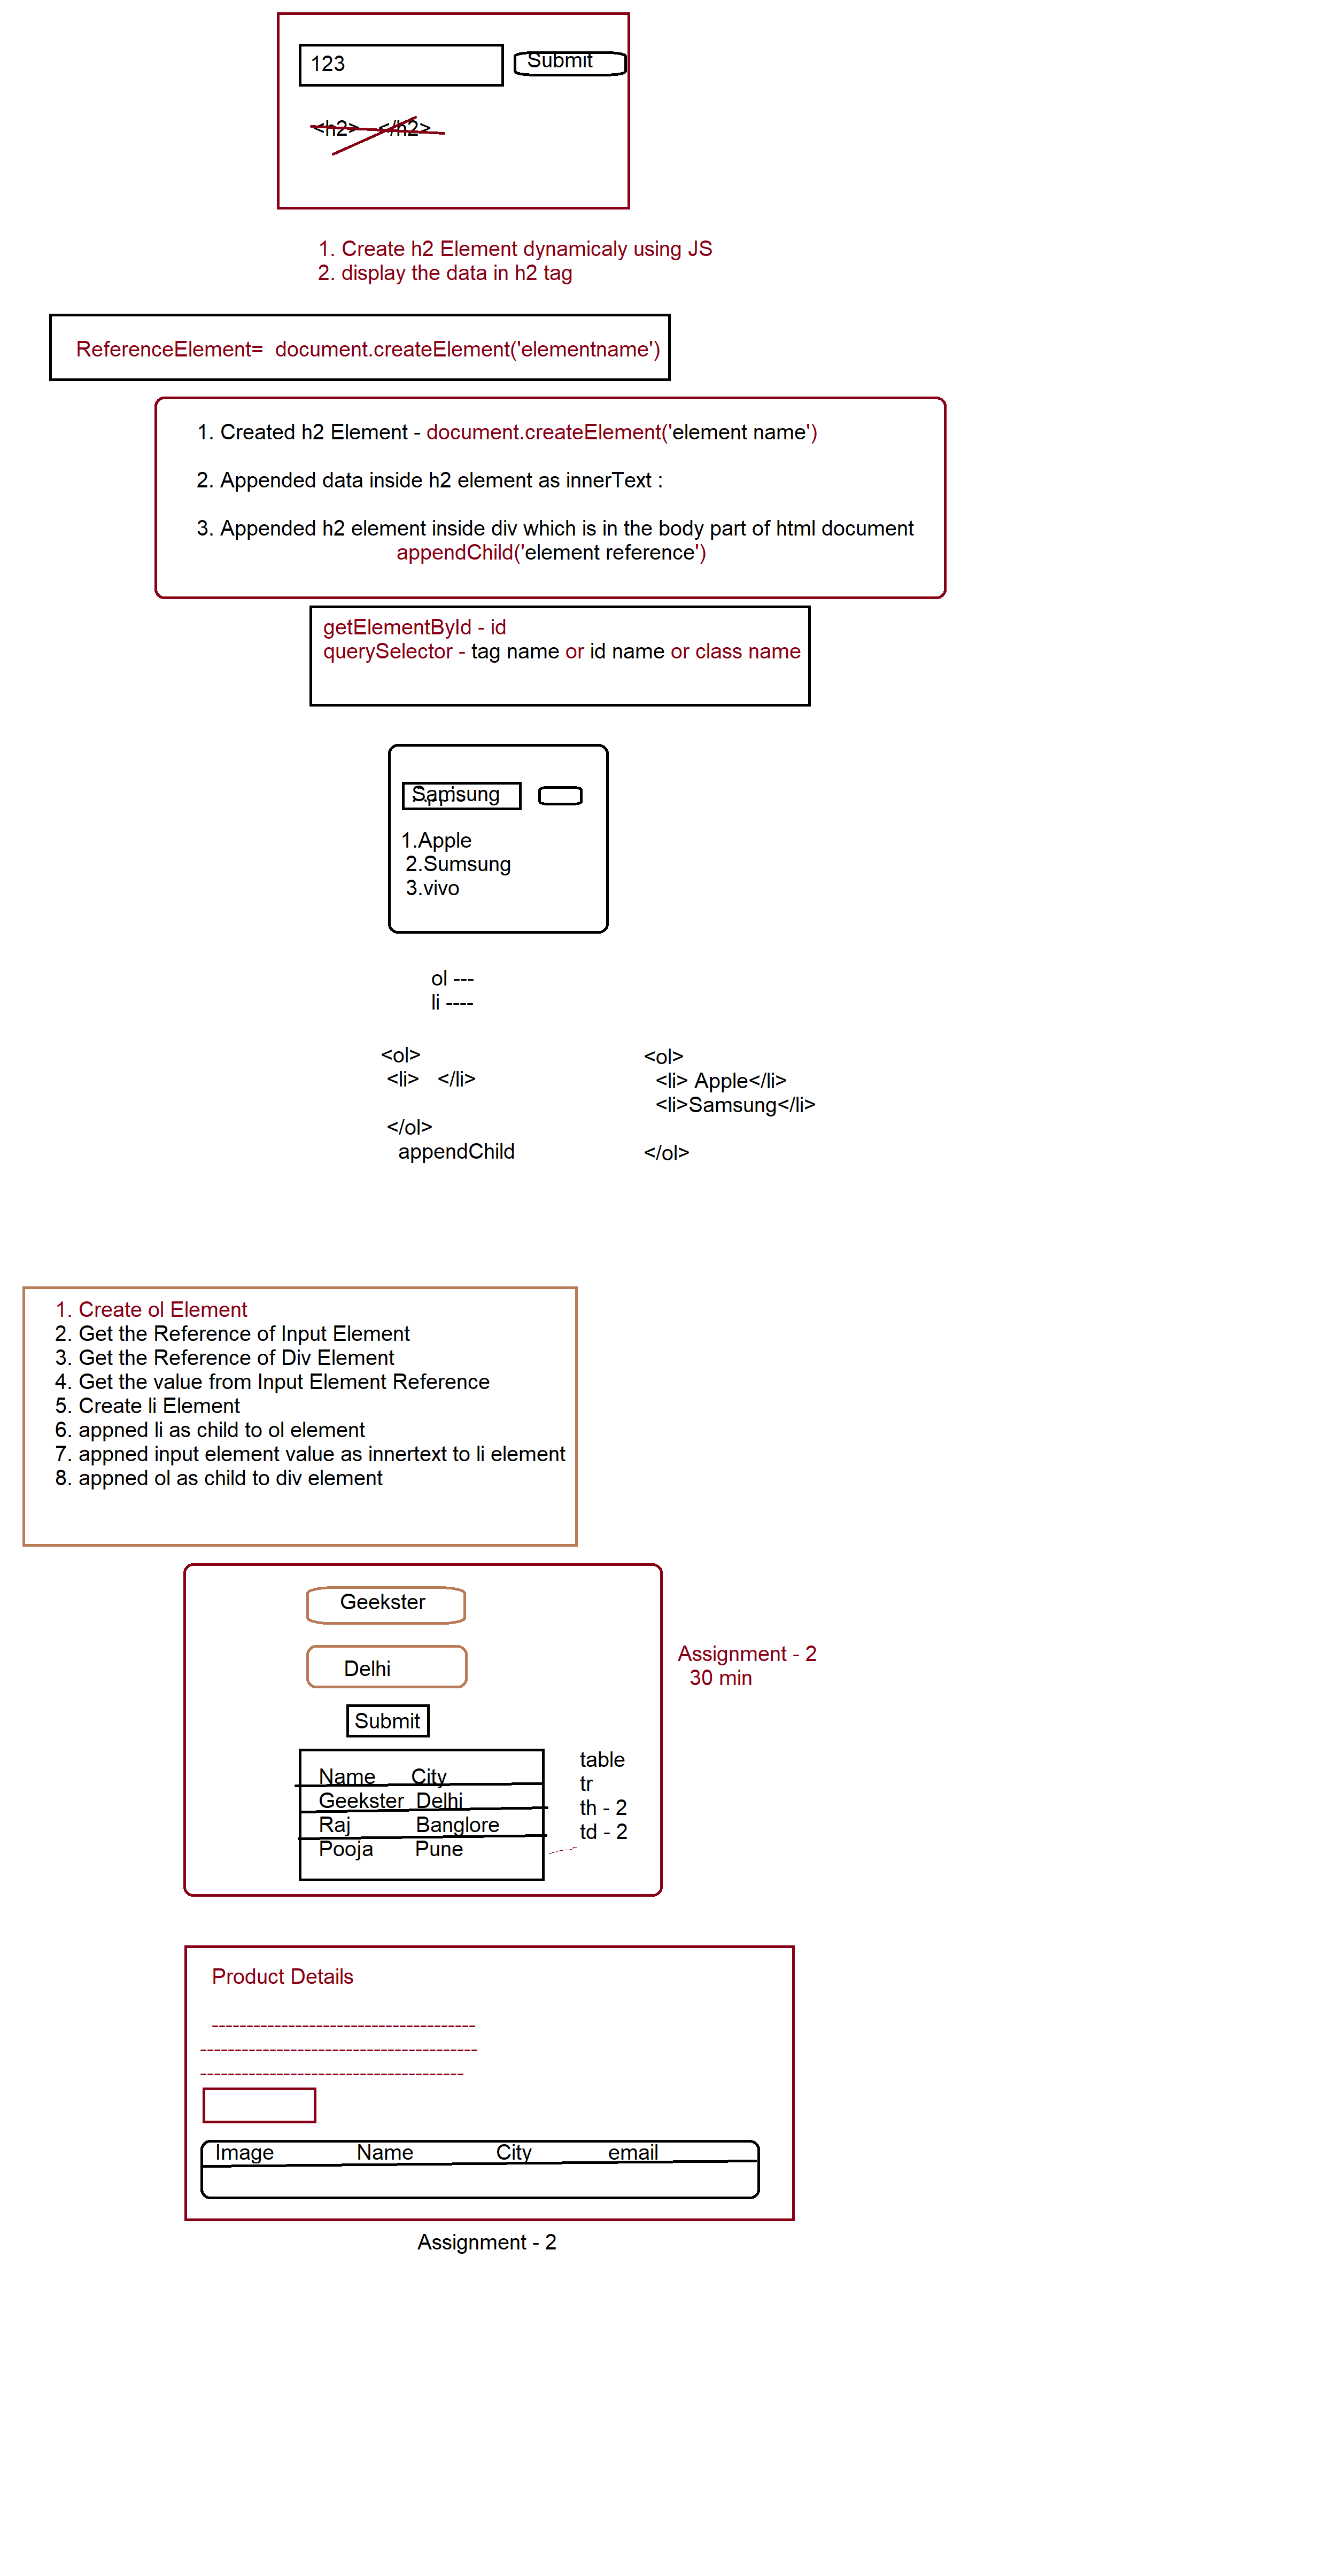 123
Submit
<h2> </h2>
1. Create h2 Element dynamicaly using JS
2. display the data in h2 tag
ReferenceElement= document.createElement('elementname')
1. Created h2 Element - document.createElement('element name')
2. Appended data inside h2 element as innerText :
3. Appended h2 element inside div which is in the body part of html document
appendChild('element reference')
getElementById - id
querySelector - tag name or id name or class name
Samsung
1.Apple
2.Sumsung
3.vivo
ol ---
li ----
<ol>
<li> </li>
</ol>
appendChild
<ol>
<li> Apple</li>
<li>Samsung</li>
</ol>
1. Create ol Element
2. Get the Reference of Input Element
3. Get the Reference of Div Element
4. Get the value from Input Element Reference
5. Create li Element
6. appned li as child to ol element
7. appned input element value as innertext to li element
8. appned ol as child to div element
Geekster
Delhi
Submit
Assignment - 2
30 min
Name City
Geekster Delhi
Raj Banglore
Pooja Pune
table
tr
th - 2
td - 2
Product Details
--------------------------------------
----------------------------------------
--------------------------------------
Image Name City email
Assignment - 2